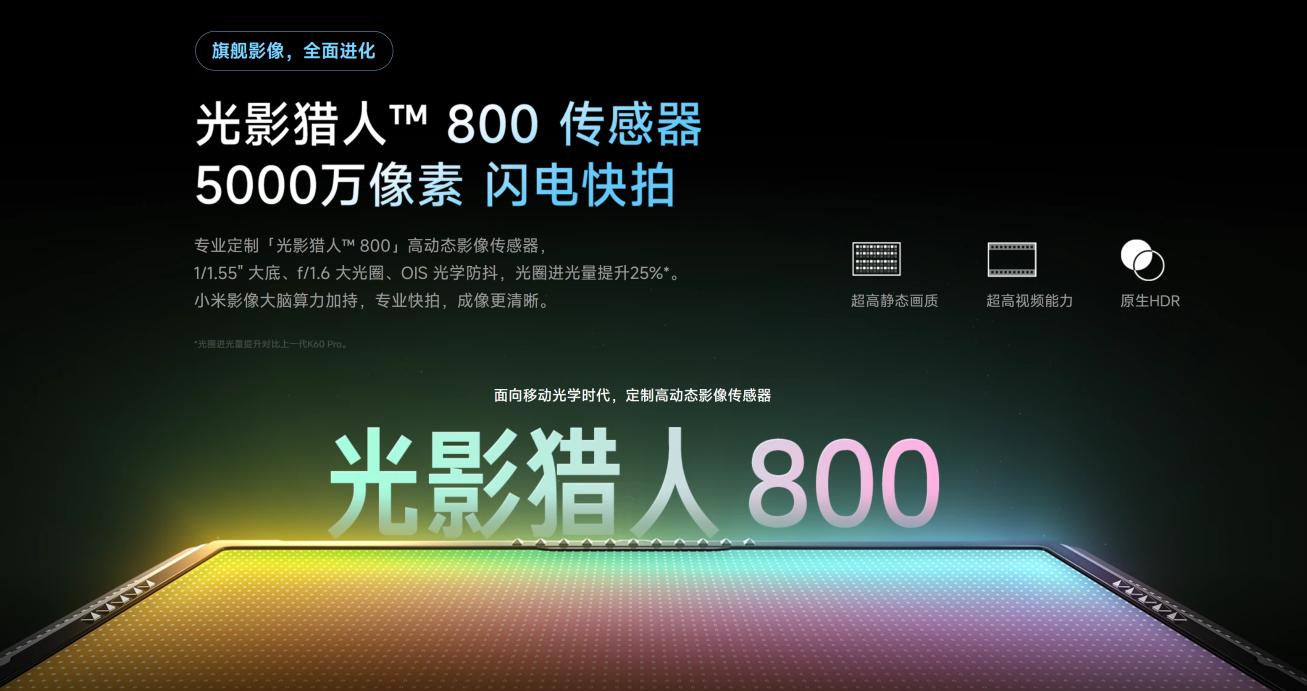 旗舰影像，全面进化
光影猎人™ 800 传感器
5000万像素 闪电快拍
专业定制「光影猎人™ 800」高动态影像传感器，
1/1.55" 大底、f/1.6 大光圈、OIS 光学防抖，光圈进光量提升25%*。
小米影像大脑算力加持，专业快拍，成像更清晰。
超高静态画质
超高视频能力
原生HDR
*光圈进光量提升对比上一代K60 Pro。
面向移动光学时代，定制高动态影像传感器
光影猎人 800